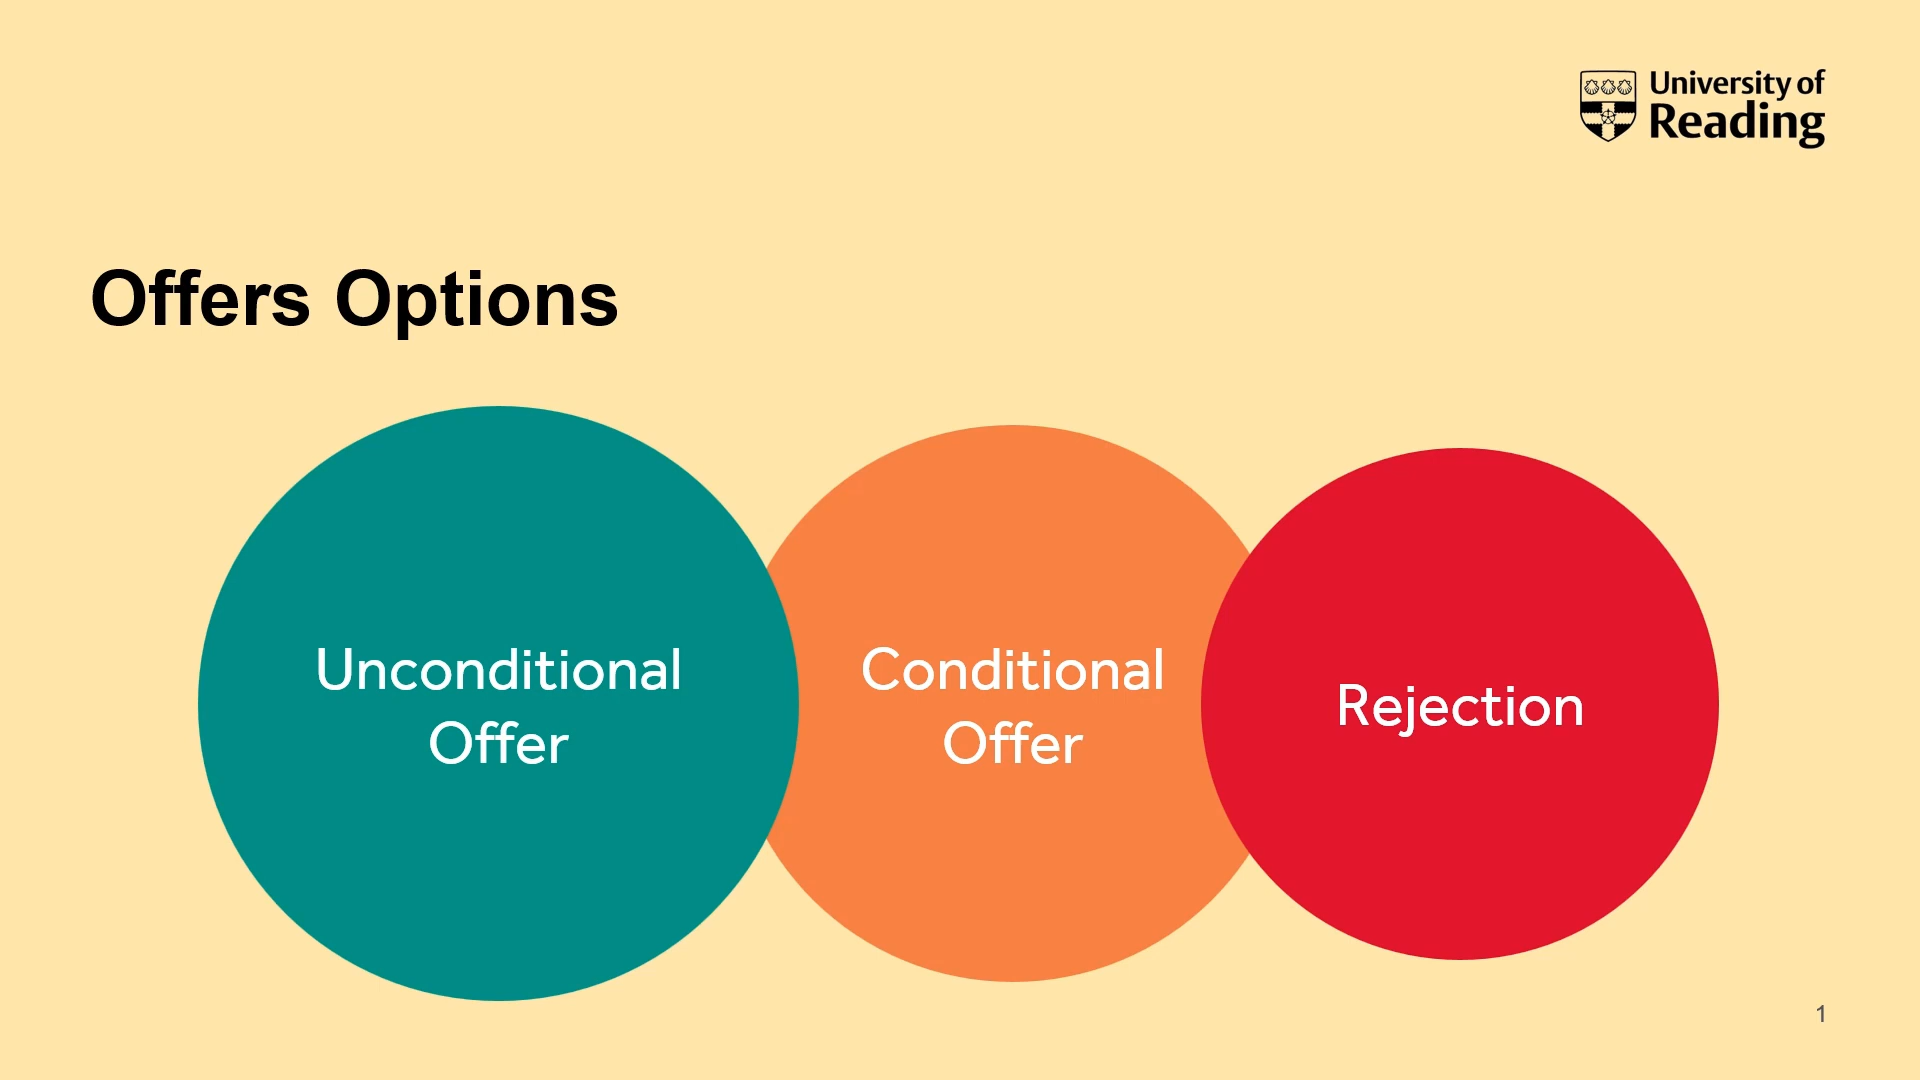 University of
Reading
Offers Options
Unconditional
Offer
Conditional
Offer
Rejection
1